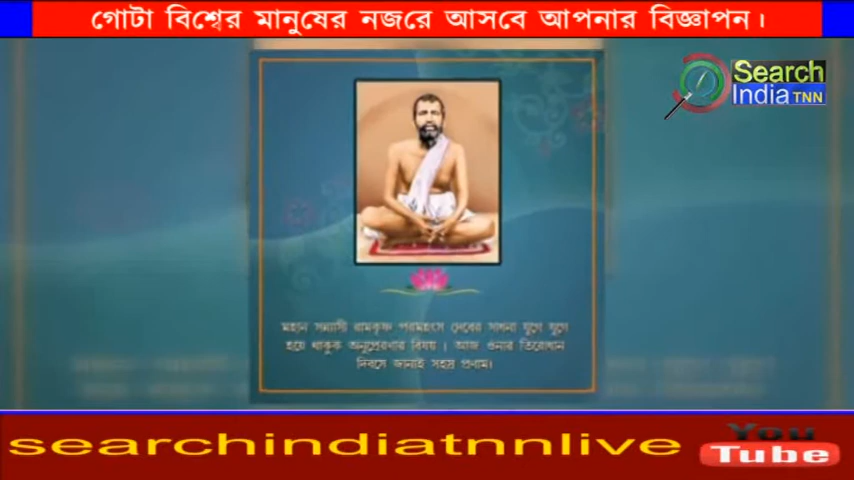 গোটা বিশ্বের মানুষের নজরে আসবে আপনার বিজ্ঞাপন।
Search
India TNN
মহান সন্ন্যাসী রামকৃষ্ণ পরমহংস দেবের সাধনা যুগে যুগে
হয়ে থাকুক অনুপ্রেরণার বিষয় । আজ ওনার তিরোধান
দিবসে জানাই সহস্র প্রণাম।
searchindiatnnlive
You
Tube